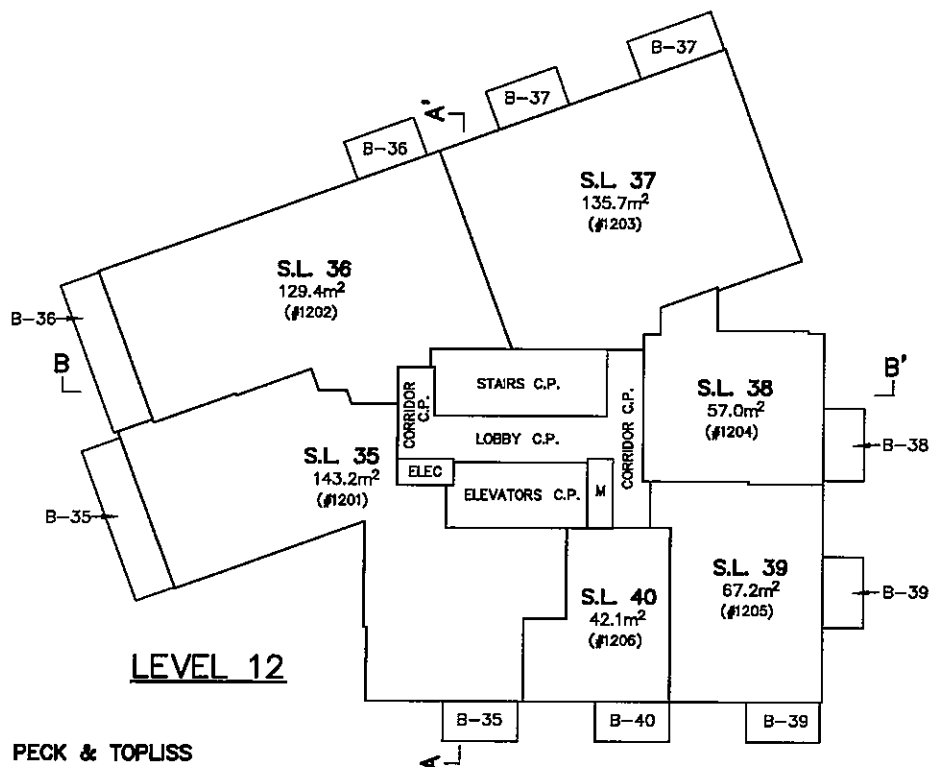 B-37
B-37
A'
B-36
S.L. 37
135.7m²
(#1203)
S.L. 36
129.4m²
(#1202)
B-36
B
B'
STAIRS C.P.
CORRIDOR C.P.
S.L. 38
57.0m²
(#1204)
CORRIDOR C.P.
LOBBY C.P.
B-38
S.L. 35
143.2m²
(#1201)
ELEC
ELEVATORS C.P.
M
B-35
S.L. 39
67.2m²
(#1205)
B-39
S.L. 40
42.1m²
(#1206)
LEVEL 12
B-35
B-40
B-39
A
PECK & TOPLISS